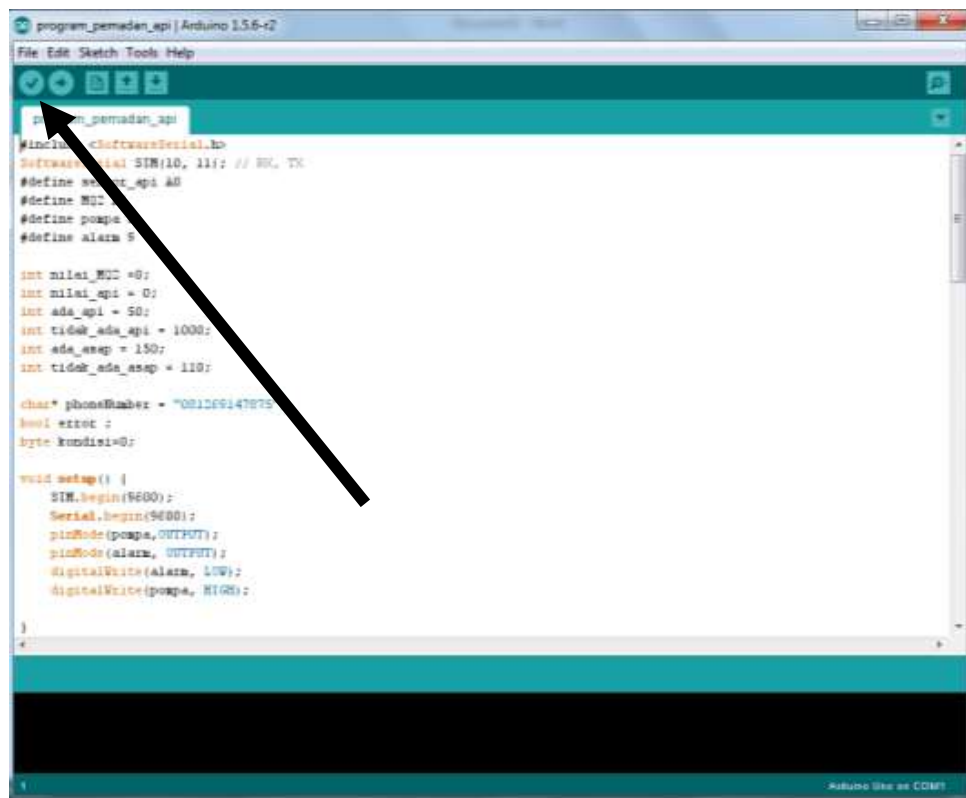 program_pemadan_api | Arduino 1.5.6-r2
File Edit Sketch Tools Help
_pemadan_api
#include <SoftwareSerial.h>
SoftwareSerial SIM(10, 11); // RX, TX
#define sensor_api A0
#define MQ2
#define pompa
#define alarm 5
int nilai_MQ2 =0;
int nilai_api = 0;
int ada_api = 50;
int tidak_ada_api = 1000;
int ada_asap = 150;
int tidak_ada_asap = 110;
char* phoneNumber =
bool error ;
byte kondisi=0;
void setup() {
SIM.begin(9600);
Serial.begin(9600);
pinMode(pompa,OUTPUT);
pinMode(alarm, OUTPUT);
digitalWrite(alarm, LOW);
digitalWrite(pompa, HIGH);
}
1
Arduino Uno on COM1